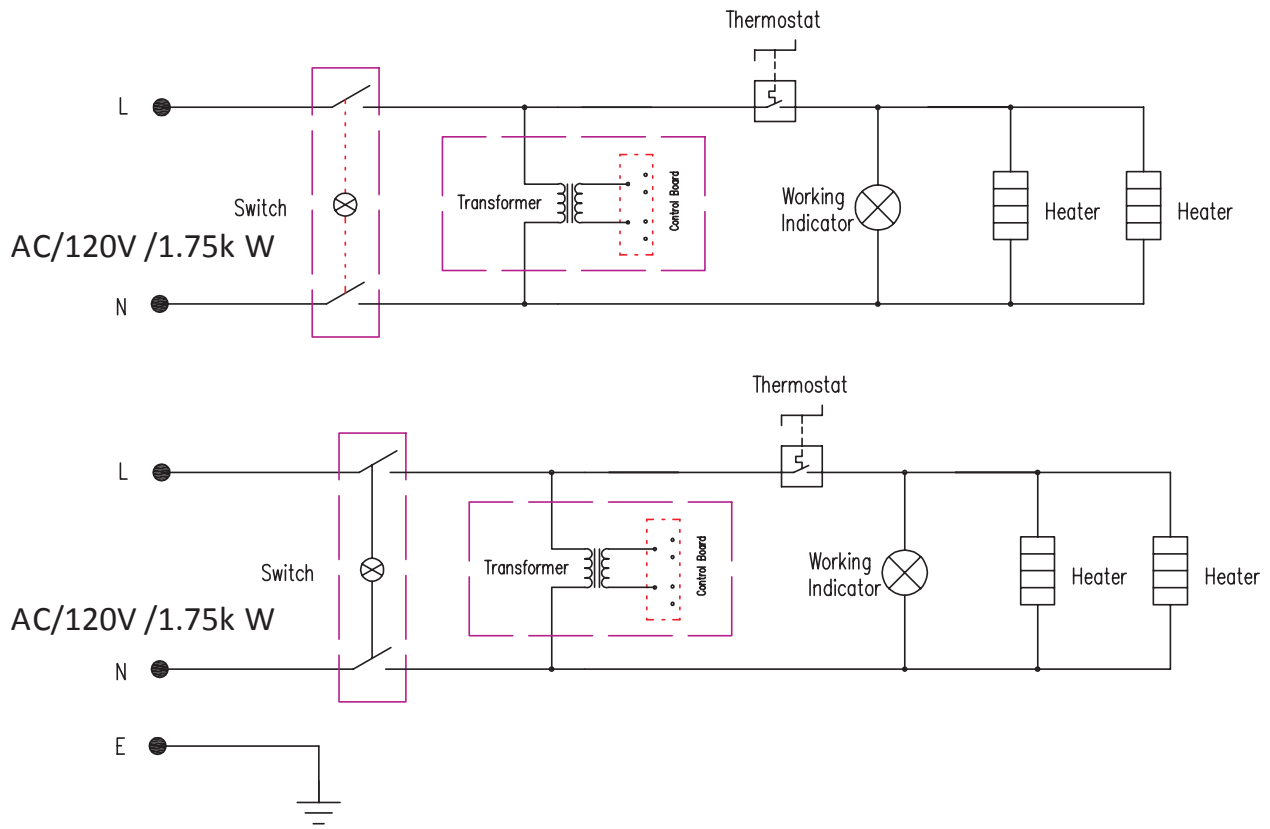 Thermostat
L
Transformer
Control Board
Switch
Working
Indicator
Heater
Heater
AC/120V /1.75k W
N
Thermostat
L
Transformer
Control Board
Switch
Working
Indicator
Heater
Heater
AC/120V /1.75k W
N
E